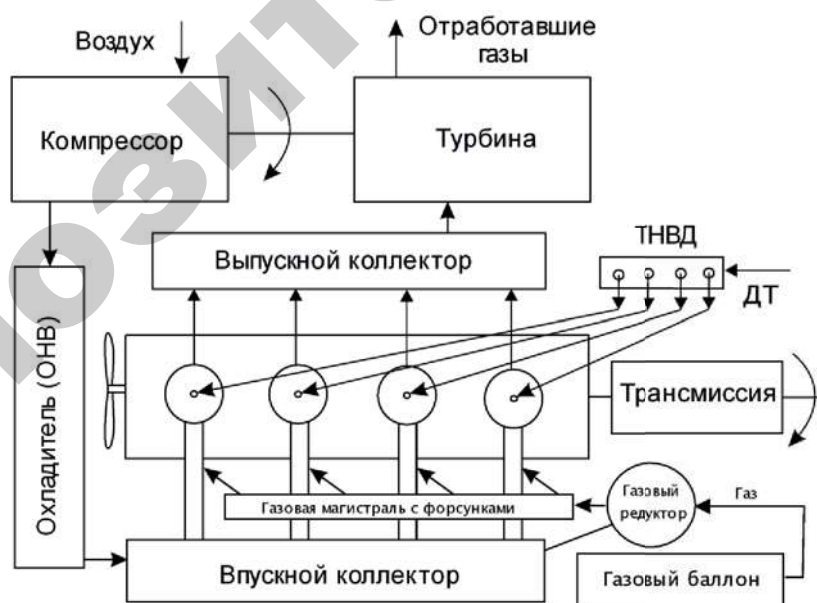 Воздух
Отработавшие
газы
Компрессор
Турбина
Выпускной коллектор
ТНВД
ДТ
Охладитель (ОНВ)
Трансмиссия
Газовая магистраль с форсунками
Газовый
редуктор
Газ
Впускной коллектор
Газовый баллон